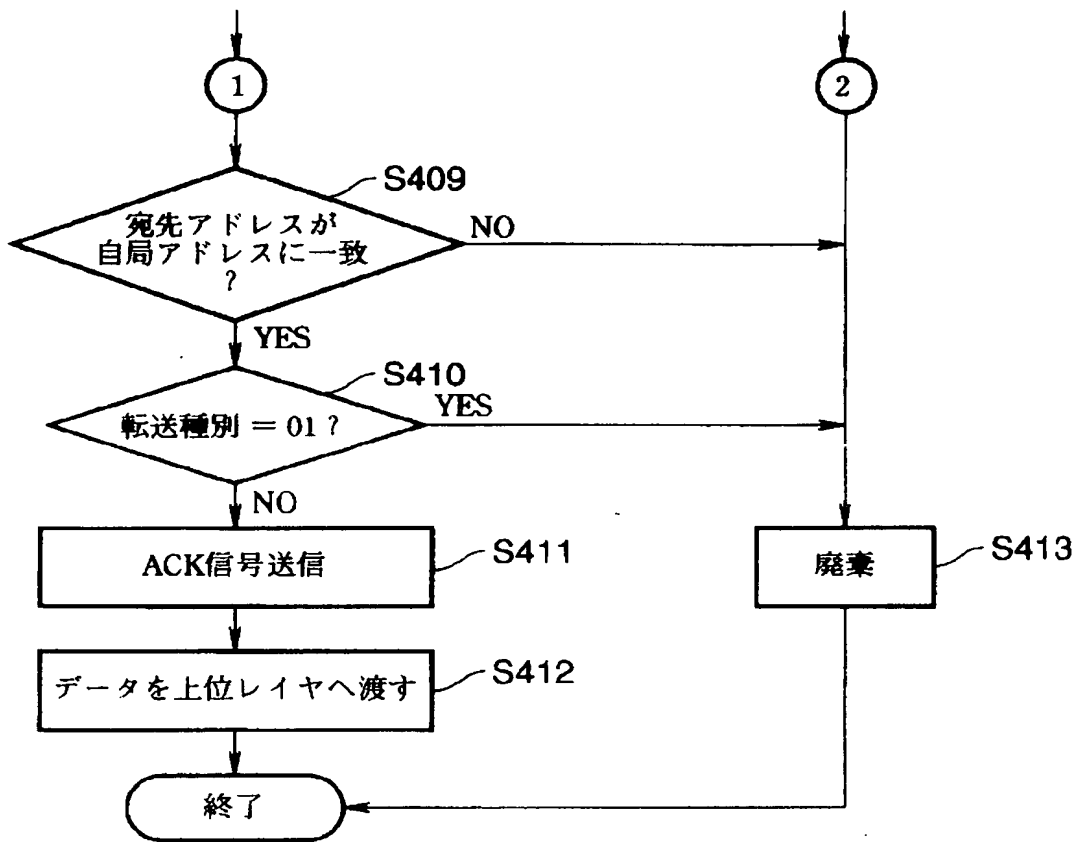 1
2
S409
宛先アドレスが
自局アドレスに一致
?
NO
YES
S410
転送種別 = 01 ?
YES
NO
ACK信号送信
S411
廃棄
S413
データを上位レイヤへ渡す
S412
終了